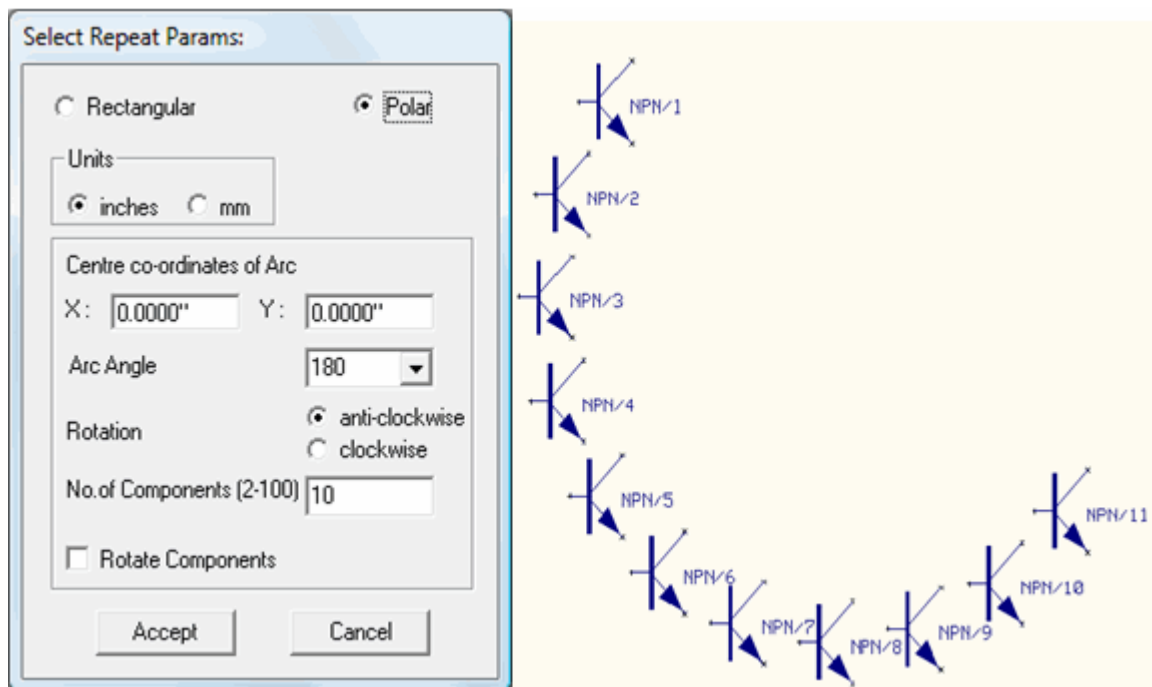 Select Repeat Params:
Rectangular Polar
Units
inches mm
Centre co-ordinates of Arc
X: 0.0000" Y: 0.0000"
Arc Angle 180
Rotation anti-clockwise
clockwise
No.of Components (2-100) 10
Rotate Components
Accept Cancel
NPN/1
NPN/2
NPN/3
NPN/4
NPN/5
NPN/6
NPN/7
NPN/8
NPN/9
NPN/10
NPN/11